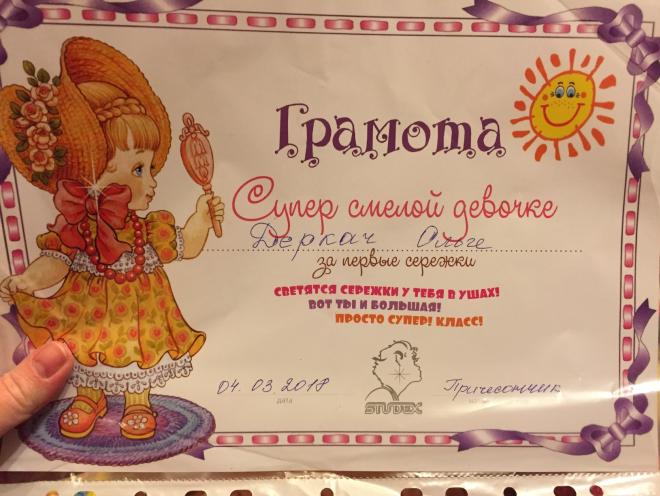 Грамота
Супер смелой девочке
Деркач Ольге
за первые сережки
СВЕТЯТСЯ СЕРЕЖКИ У ТЕБЯ В УШАХ!
ВОТ ТЫ И БОЛЬШАЯ!
ПРОСТО СУПЕР! КЛАСС!
04.03.2018 Причесончик
дата
STUDEX